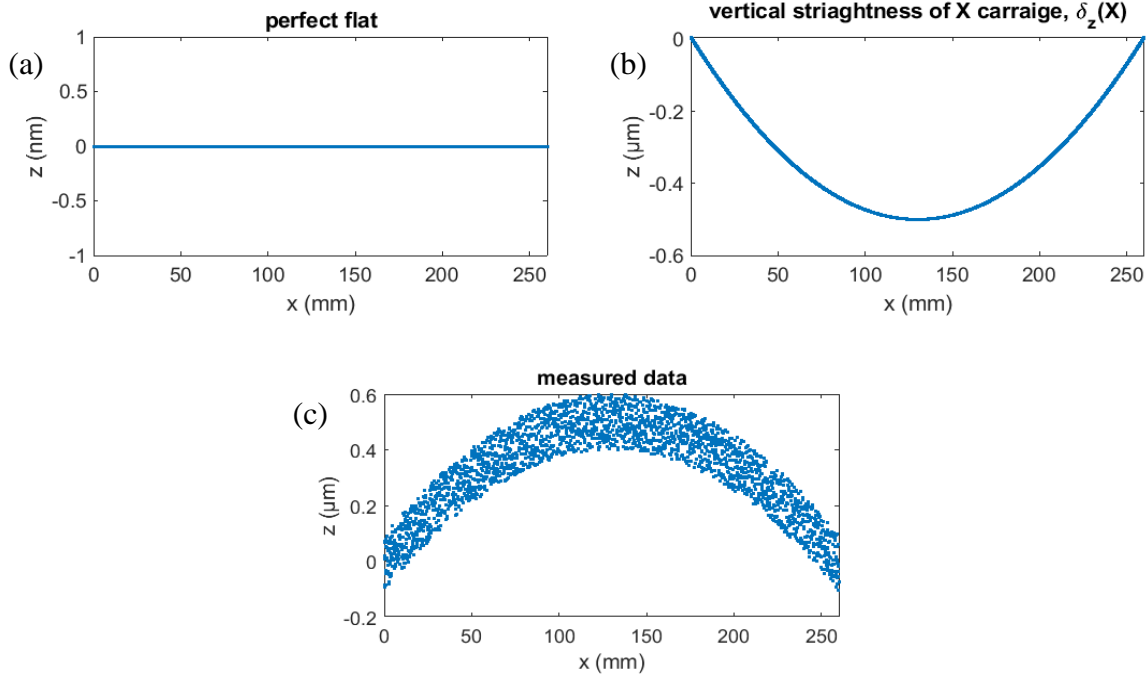 perfect flat
(a)
1
0.5
0
-0.5
-1
z (nm)
0 50 100 150 200 250
x (mm)
vertical striaghtness of X carraige, δz(X)
(b)
0
-0.2
-0.4
-0.6
z (μm)
0 50 100 150 200 250
x (mm)
measured data
(c)
0.6
0.4
0.2
0
-0.2
z (μm)
0 50 100 150 200 250
x (mm)